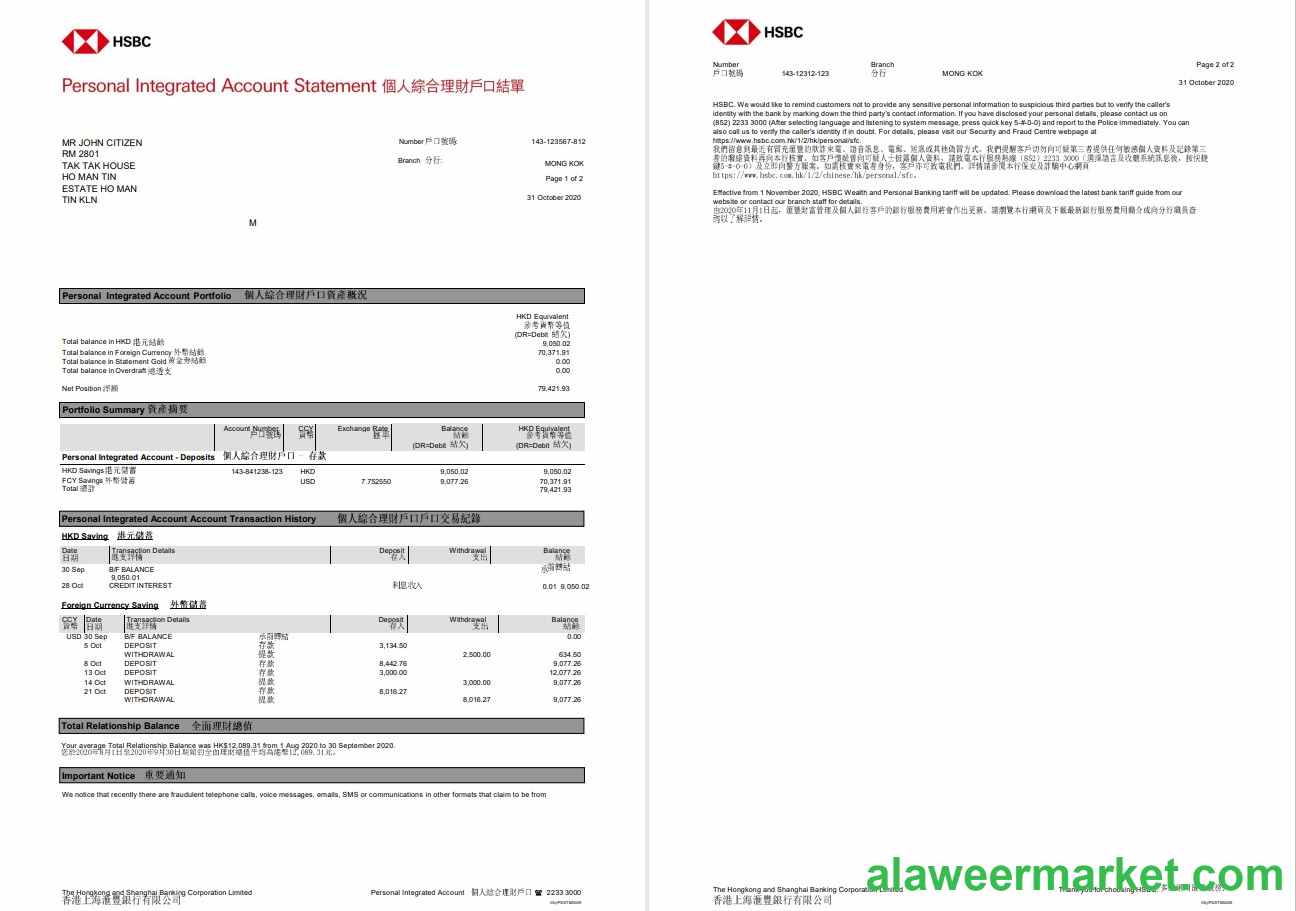 HSBC
Personal Integrated Account Statement 個人綜合理財戶口結單
MR JOHN CITIZEN
RM 2801
TAK TAK HOUSE
HO MAN TIN
ESTATE HO MAN
TIN KLN
M
Number 戶口號碼 143-123567-812
Branch 分行 MONG KOK
Page 1 of 2
31 October 2020
Personal Integrated Account Portfolio 個人綜合理財戶口資產概況
HKD Equivalent
參考貨幣等值
(DR=Debit 結欠)
Total balance in HKD 港元結餘 9,050.02
Total balance in Foreign Currency 外幣結餘 70,371.91
Total balance in Statement Gold 黃金券結餘 0.00
Total balance in Overdraft 透支 0.00
Net Position 淨額 79,421.93
Portfolio Summary 資產摘要
Account Number CCY Exchange Rate Balance HKD Equivalent
戶口號碼 貨幣 匯率 結餘 參考貨幣等值
(DR=Debit 結欠) (DR=Debit 結欠)
Personal Integrated Account - Deposits 個人綜合理財戶口 - 存款
HKD Savings 港元儲蓄 143-841238-123 HKD 9,050.02 9,050.02
FCY Savings 外幣儲蓄 USD 7.752550 9,077.26 70,371.91
Total 總計 79,421.93
Personal Integrated Account Account Transaction History 個人綜合理財戶口戶口交易紀錄
HKD Saving 港元儲蓄
Date Transaction Details Deposit Withdrawal Balance
日期 進支詳情 存入 支出 結餘
30 Sep B/F BALANCE 承前轉結
9,050.01
28 Oct CREDIT INTEREST 利息收入 0.01 9,050.02
Foreign Currency Saving 外幣儲蓄
CCY Date Transaction Details Deposit Withdrawal Balance
貨幣 日期 進支詳情 存入 支出 結餘
USD 30 Sep B/F BALANCE 承前轉結 0.00
5 Oct DEPOSIT 存款 3,134.50
WITHDRAWAL 提款 2,500.00 634.50
8 Oct DEPOSIT 存款 8,442.76 9,077.26
13 Oct DEPOSIT 存款 3,000.00 12,077.26
14 Oct WITHDRAWAL 提款 3,000.00 9,077.26
21 Oct DEPOSIT 存款 8,016.27
WITHDRAWAL 提款 8,016.27 9,077.26
Total Relationship Balance 全面理財總值
Your average Total Relationship Balance was HK$12,089.31 from 1 Aug 2020 to 30 September 2020.
您於2020年8月1日至2020年9月30日期間的全面理財總值平均為港幣12,089.31元。
Important Notice 重要通知
We notice that recently there are fraudulent telephone calls, voice messages, emails, SMS or communications in other formats that claim to be from
The Hongkong and Shanghai Banking Corporation Limited
香港上海滙豐銀行有限公司
Personal Integrated Account 個人綜合理財戶口 ☎ 2233 3000
HSBC
Number Branch Page 2 of 2
戶口號碼 143-12312-123 分行 MONG KOK
31 October 2020
HSBC. We would like to remind customers not to provide any sensitive personal information to suspicious third parties but to verify the caller's
identity with the bank by marking down the third party's contact information. If you have disclosed your personal details, please contact us on
(852) 2233 3000 (After selecting language and listening to system message, press quick key 5-#-0-0) and report to the Police immediately. You can
also call us to verify the caller's identity if in doubt. For details, please visit our Security and Fraud Centre webpage at
https://www.hsbc.com.hk/1/2/hk/personal/sfc.
我們留意到最近有冒充滙豐的欺詐來電、語音訊息、電郵、短訊或其他偽冒方式。我們提醒客戶切勿向可疑第三者提供任何敏感個人資料及記錄第三
者的聯絡資料再向本行核實。如客戶懷疑曾向可疑人士披露個人資料，請致電本行服務熱線 (852) 2233 3000 (選擇語言及收聽系統訊息後，按快捷
鍵5-#-0-0) 及立即向警方報案。如需核實來電者身份，客戶亦可致電我們。詳情請參閱本行保安及詐騙中心網頁
https://www.hsbc.com.hk/1/2/chinese/hk/personal/sfc。
Effective from 1 November 2020, HSBC Wealth and Personal Banking tariff will be updated. Please download the latest bank tariff guide from our
website or contact our branch staff for details.
由2020年11月1日起，滙豐財富管理及個人銀行客戶的銀行服務費用將會作出更新。請瀏覽本行網頁及下載最新銀行服務費用簡介或向分行職員查
詢以了解詳情。
alaweermarket.com
The Hongkong and Shanghai Banking Corporation Limited
Thank you for choosing HSBC.
香港上海滙豐銀行有限公司